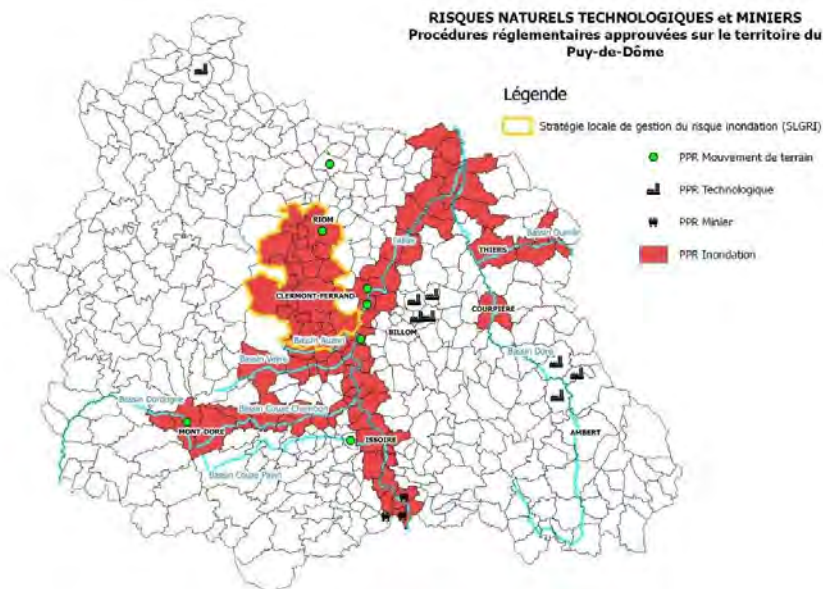 RISQUES NATURELS TECHNOLOGIQUES et MINIERS
Procédures réglementaires approuvées sur le territoire du
Puy-de-Dôme
Légende
Stratégie locale de gestion du risque inondation (SLGRI)
PPR Mouvement de terrain
PPR Technologique
PPR Minier
PPR Inondation
RIOM
L'Allier
THIERS
Bassin Durolle
CLERMONT-FERRAND
COURPIERE
BILLOM
Bassin Auzon
Bassin Veyre
Bassin Dore
Bassin Dordogne
Bassin Couze Chambon
MONT-DORE
ISSOIRE
AMBERT
Bassin Couze Pavin